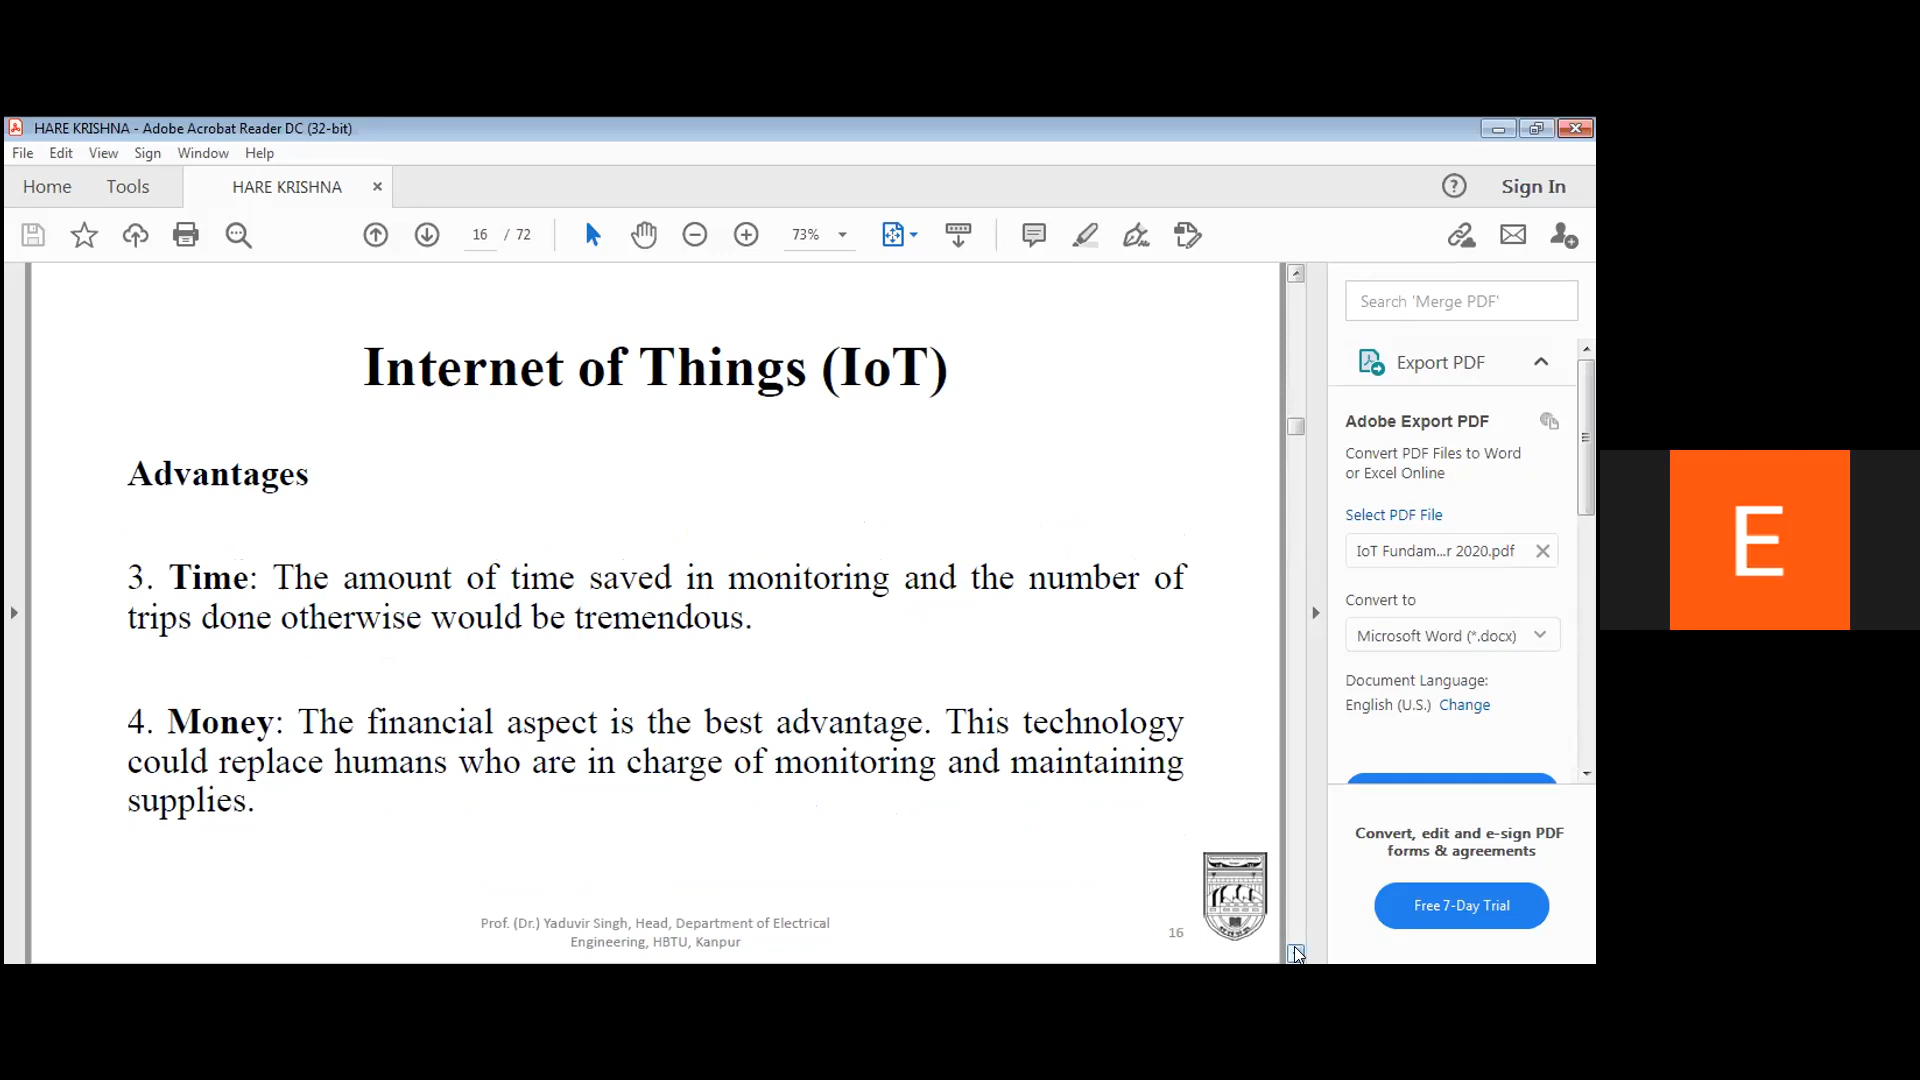 HARE KRISHNA - Adobe Acrobat Reader DC (32-bit)
File Edit View Sign Window Help
Home Tools HARE KRISHNA Sign In
16 / 72 73%
Search 'Merge PDF'
Export PDF
Adobe Export PDF
Convert PDF Files to Word
or Excel Online
Select PDF File
IoT Fundam...r 2020.pdf
Convert to
Microsoft Word (*.docx)
Document Language:
English (U.S.) Change
Convert, edit and e-sign PDF
forms & agreements
Free 7-Day Trial
Internet of Things (IoT)
Advantages
3. Time: The amount of time saved in monitoring and the number of
trips done otherwise would be tremendous.
4. Money: The financial aspect is the best advantage. This technology
could replace humans who are in charge of monitoring and maintaining
supplies.
Prof. (Dr.) Yaduvir Singh, Head, Department of Electrical
Engineering, HBTU, Kanpur
16
E